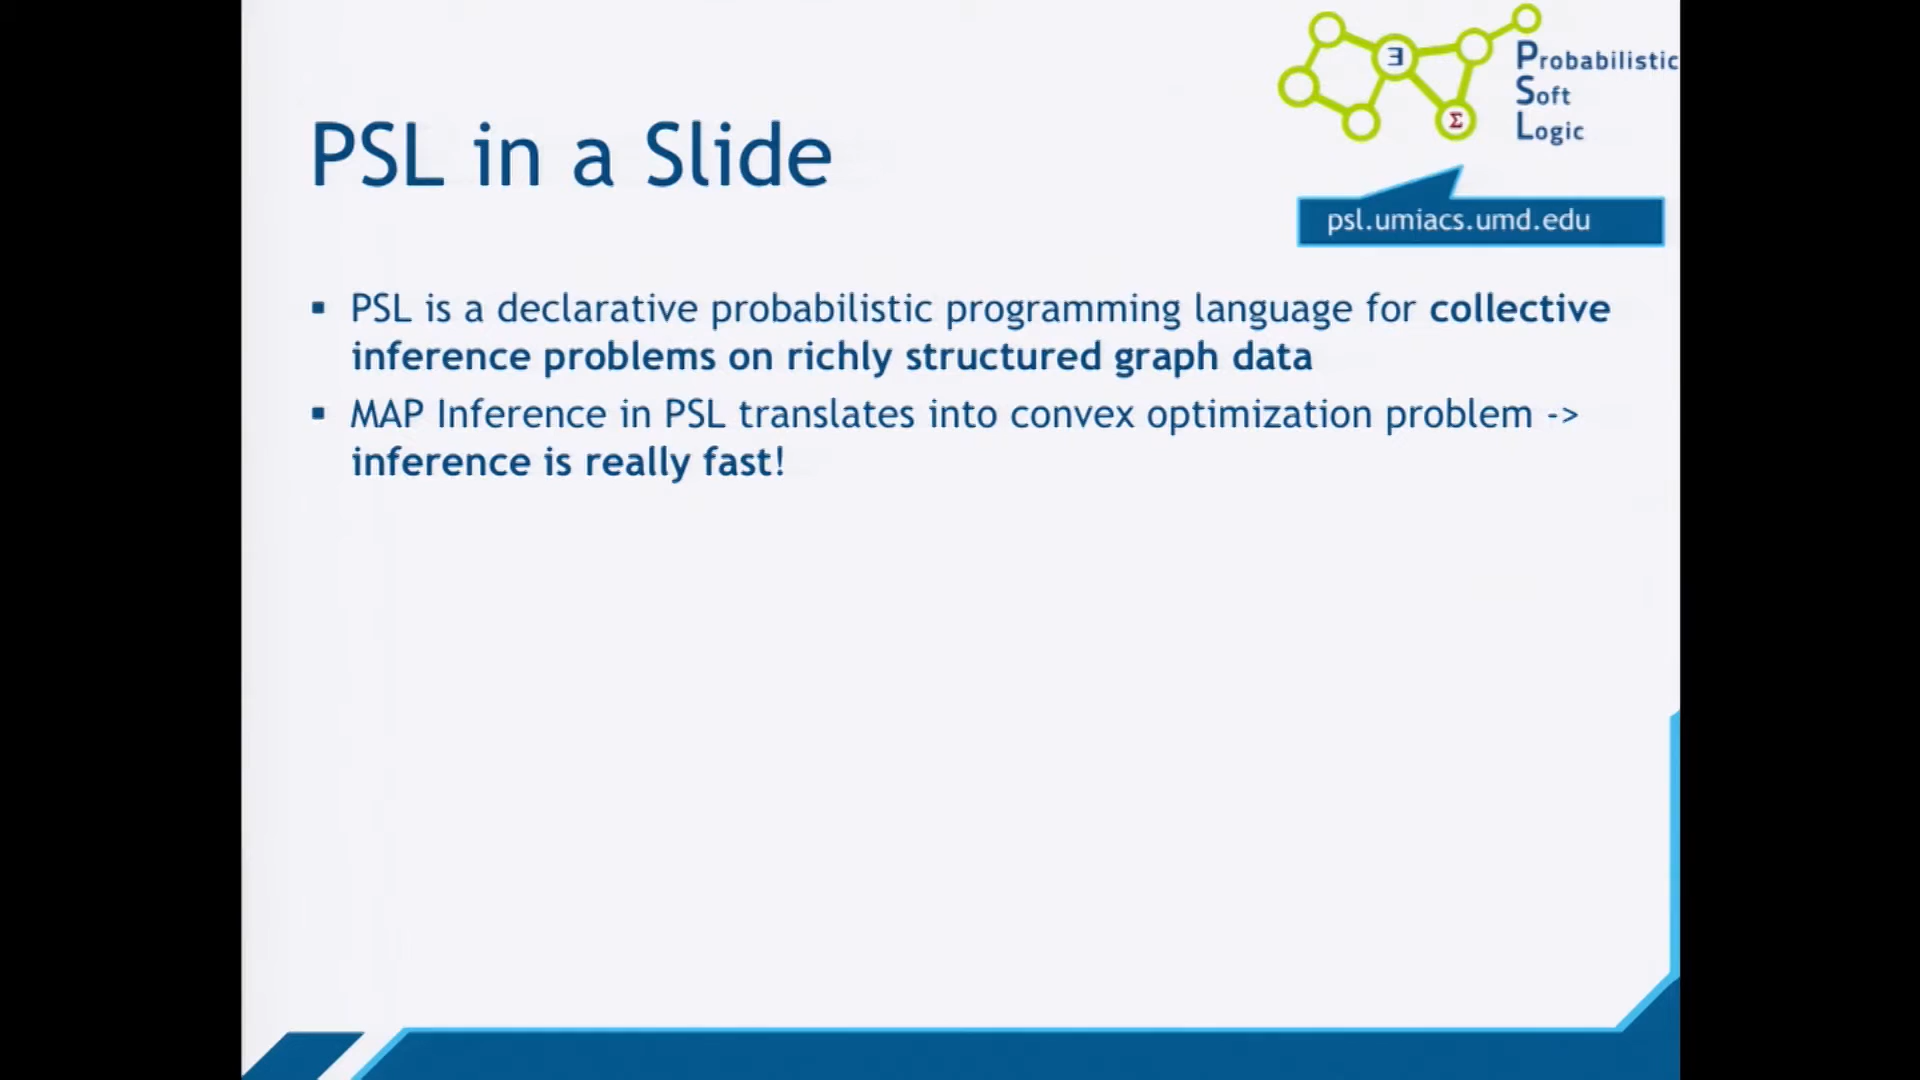 ∃
Σ
Probabilistic
Soft
Logic
PSL in a Slide
psl.umiacs.umd.edu
▪ PSL is a declarative probabilistic programming language for collective
inference problems on richly structured graph data
▪ MAP Inference in PSL translates into convex optimization problem ->
inference is really fast!